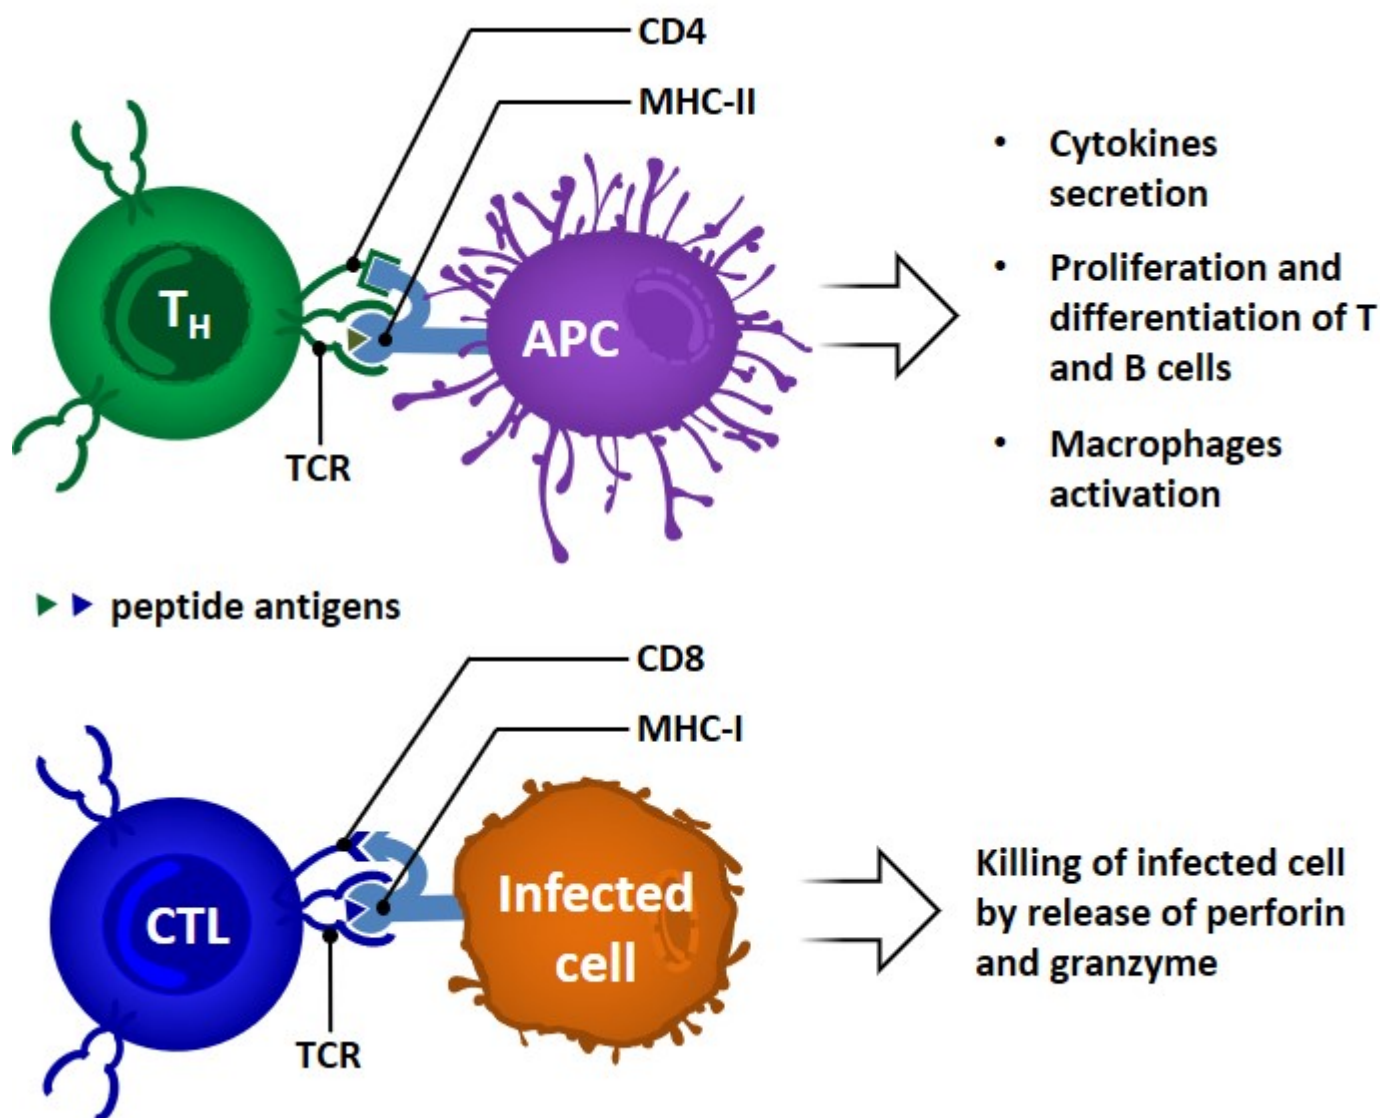 CD4
MHC-II
TH
APC
TCR
• Cytokines
secretion
• Proliferation and
differentiation of T
and B cells
• Macrophages
activation
peptide antigens
CD8
MHC-I
CTL
Infected
cell
TCR
Killing of infected cell
by release of perforin
and granzyme